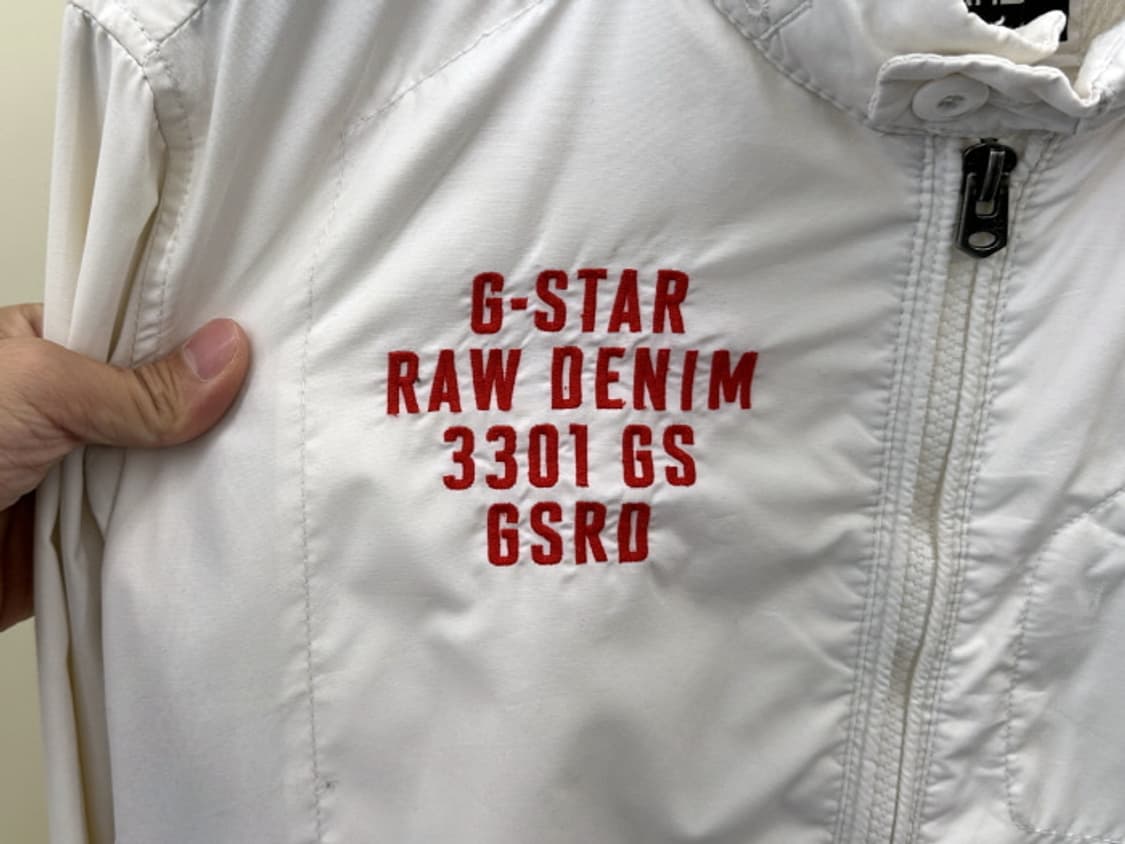 G-STAR
RAW DENIM
3301 GS
GSRD